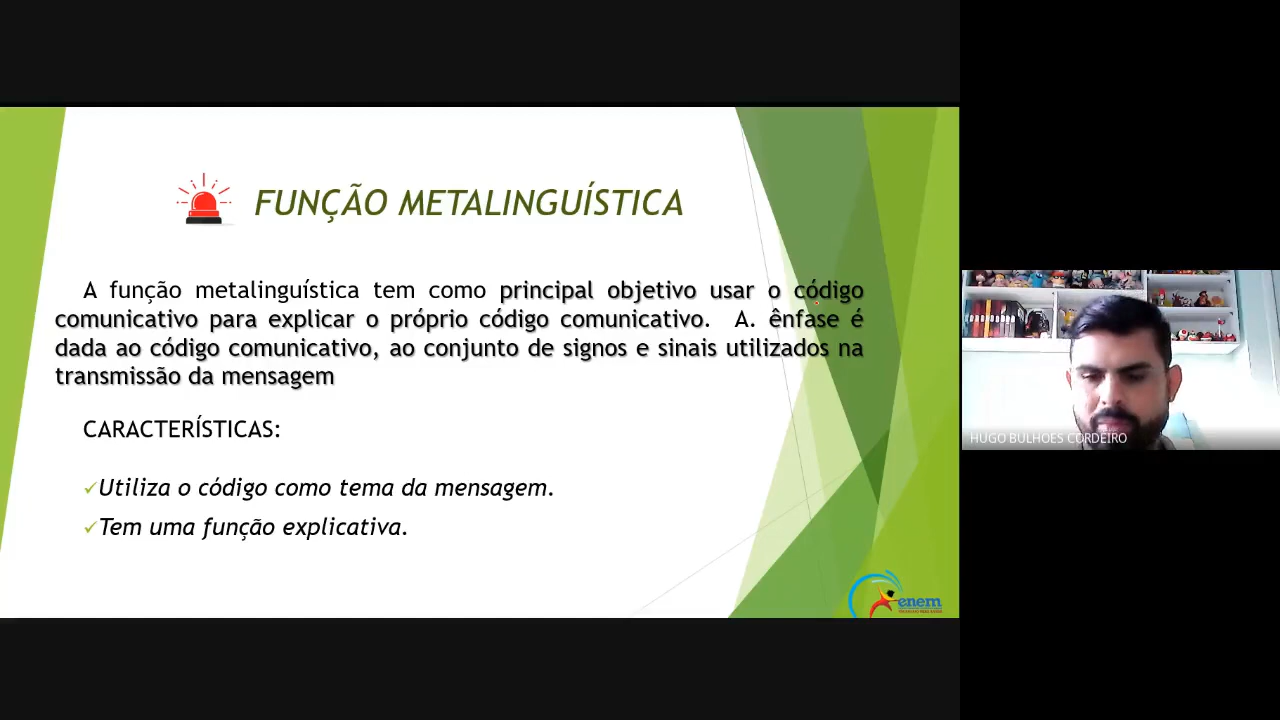 FUNÇÃO METALINGUÍSTICA
A função metalinguística tem como principal objetivo usar o código
comunicativo para explicar o próprio código comunicativo. A. ênfase é
dada ao código comunicativo, ao conjunto de signos e sinais utilizados na
transmissão da mensagem
CARACTERÍSTICAS:
Utiliza o código como tema da mensagem.
Tem uma função explicativa.
enem
HUGO BULHOES CORDEIRO